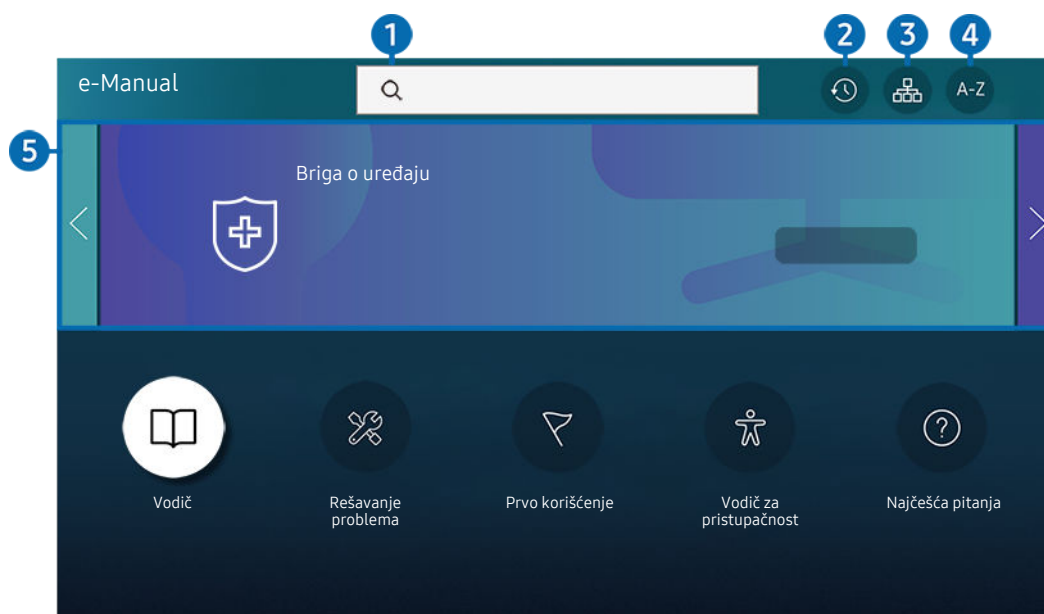 1
2
3
4
e-Manual
A-Z
5
Briga o uređaju
Vodič
Rešavanje
problema
Prvo korišćenje
Vodič za
pristupačnost
Najčešća pitanja